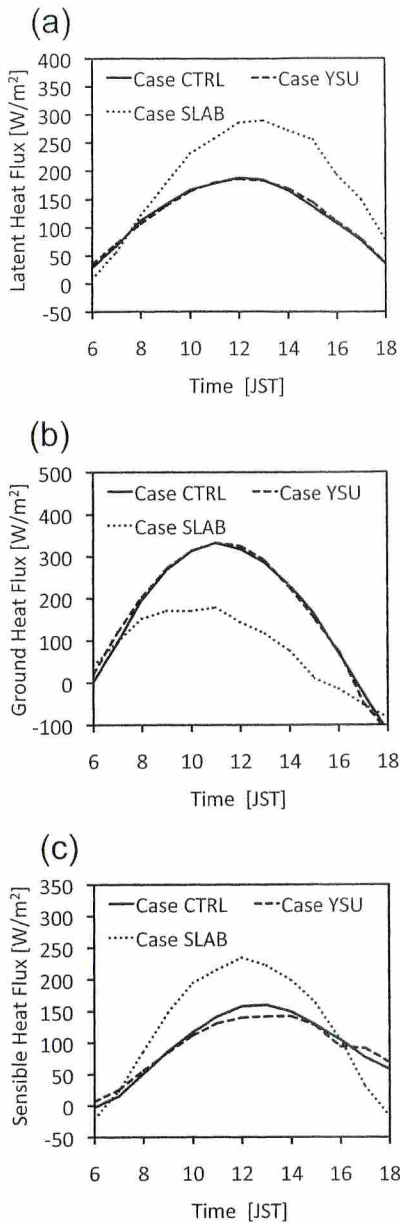 (a)
Latent Heat Flux [W/m²]
400
350
300
250
200
150
100
50
0
-50
Case CTRL
Case YSU
Case SLAB
6 8 10 12 14 16 18
Time [JST]
(b)
Ground Heat Flux [W/m²]
500
400
300
200
100
0
-100
Case CTRL
Case YSU
Case SLAB
6 8 10 12 14 16 18
Time [JST]
(c)
Sensible Heat Flux [W/m²]
350
300
250
200
150
100
50
0
-50
Case CTRL
Case YSU
Case SLAB
6 8 10 12 14 16 18
Time [JST]